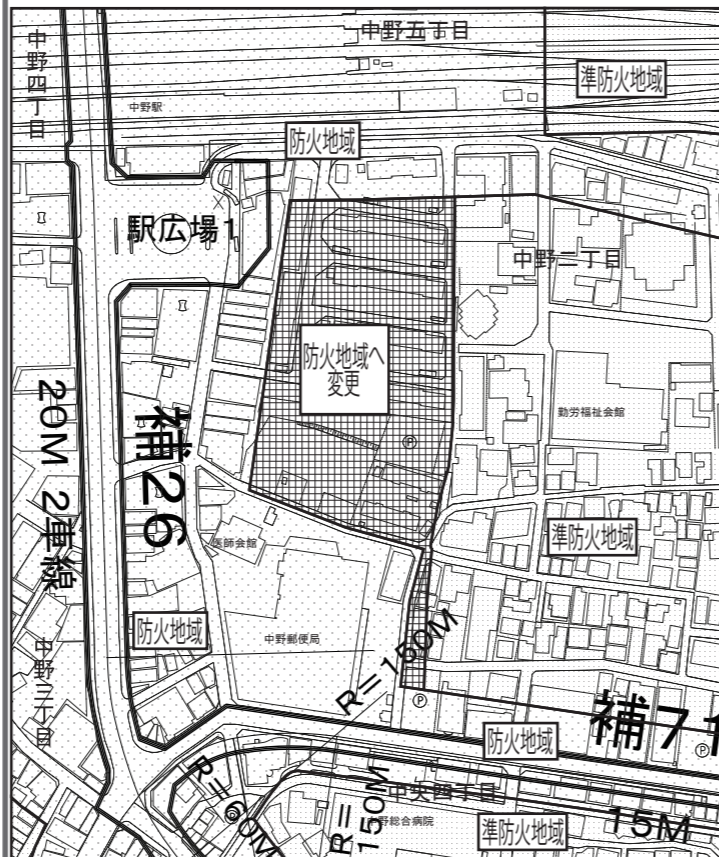 中野五丁目
中野四丁目
準防火地域
中野駅
防火地域
駅広場1
中野二丁目
防火地域へ
変更
20M 2車線
補26
勤労福祉会館
医師会館
準防火地域
防火地域
中野郵便局
中野三丁目
R=150M
P
P
補71
防火地域
P
R=60M
R=
150M
中央四丁目
中野総合病院
15M
準防火地域